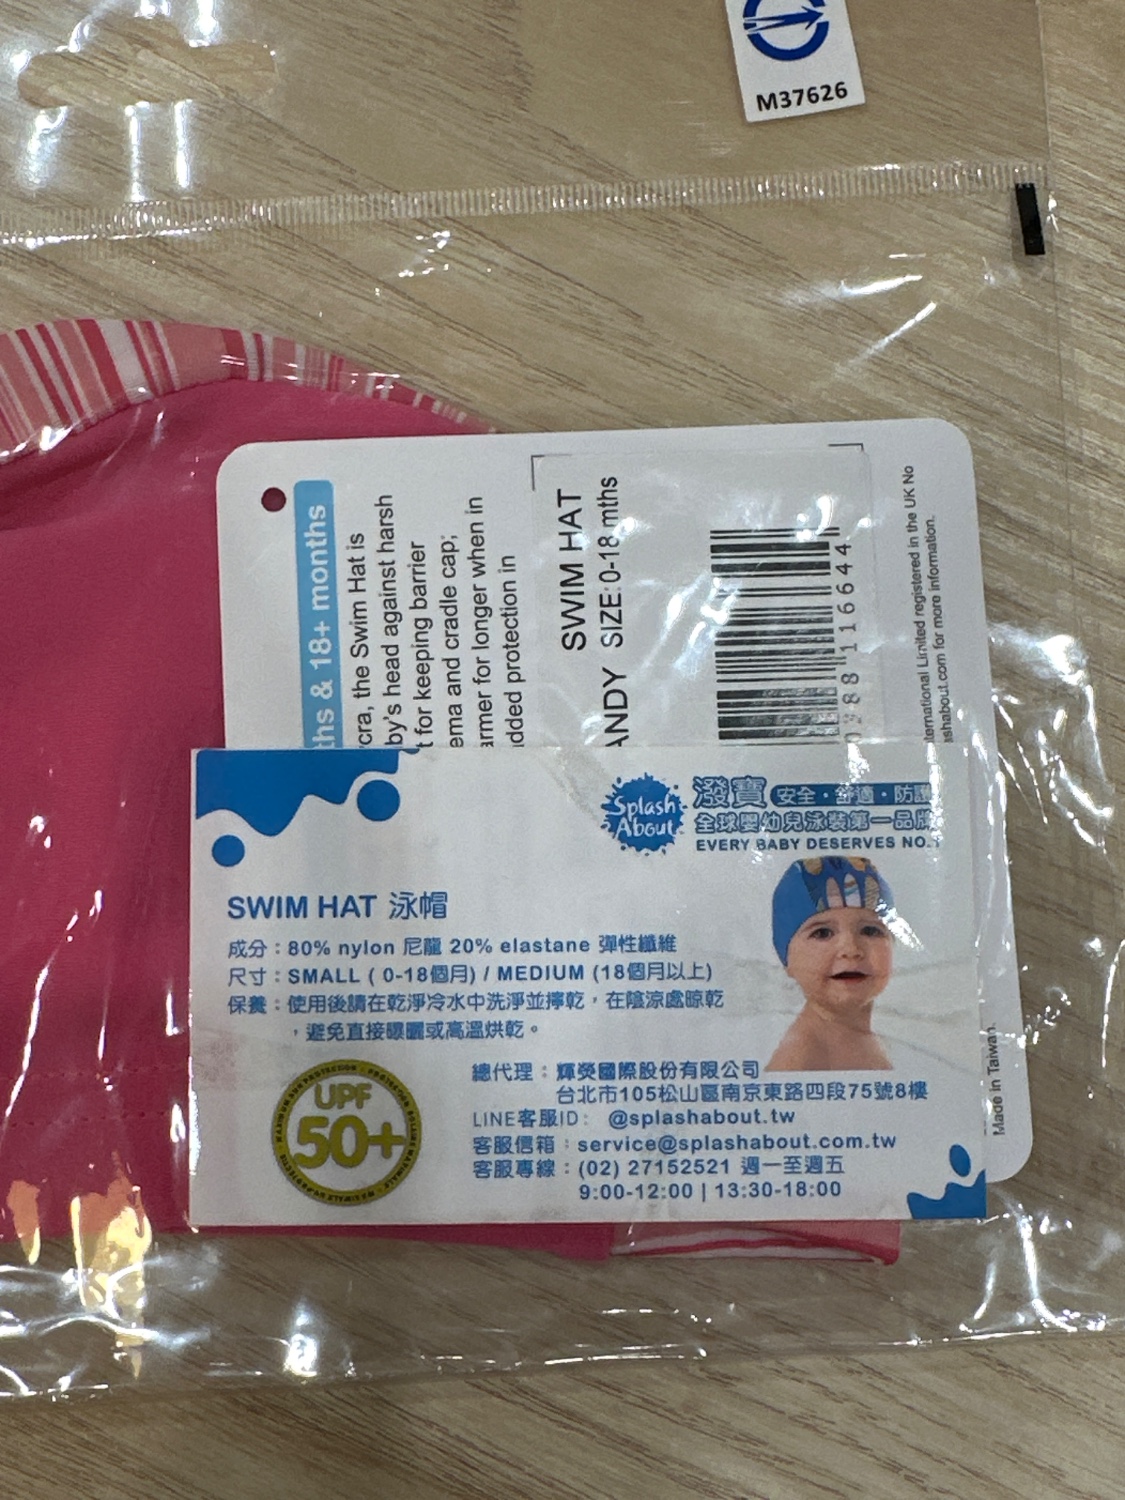 M37626
ths & 18+ months
cra, the Swim Hat is
by's head against harsh
t for keeping barrier
ema and cradle cap;
armer for longer when in
added protection in
SWIM HAT
ANDY SIZE: 0-18 mths
88116644
ternational Limited registered in the UK No
shabout.com for more information.
Made in Taiwan.
Splash
About
潑寶 安全・舒適・防護
全球嬰幼兒泳裝第一品牌
EVERY BABY DESERVES NO.1
SWIM HAT 泳帽
成分：80% nylon 尼龍 20% elastane 彈性纖維
尺寸：SMALL ( 0-18個月) / MEDIUM (18個月以上)
保養：使用後請在乾淨冷水中洗淨並擰乾，在陰涼處晾乾
，避免直接曝曬或高溫烘乾。
UPF
50+
總代理：輝熒國際股份有限公司
台北市105松山區南京東路四段75號8樓
LINE客服ID： @splashabout.tw
客服信箱：service@splashabout.com.tw
客服專線：(02) 27152521 週一至週五
9:00-12:00 | 13:30-18:00